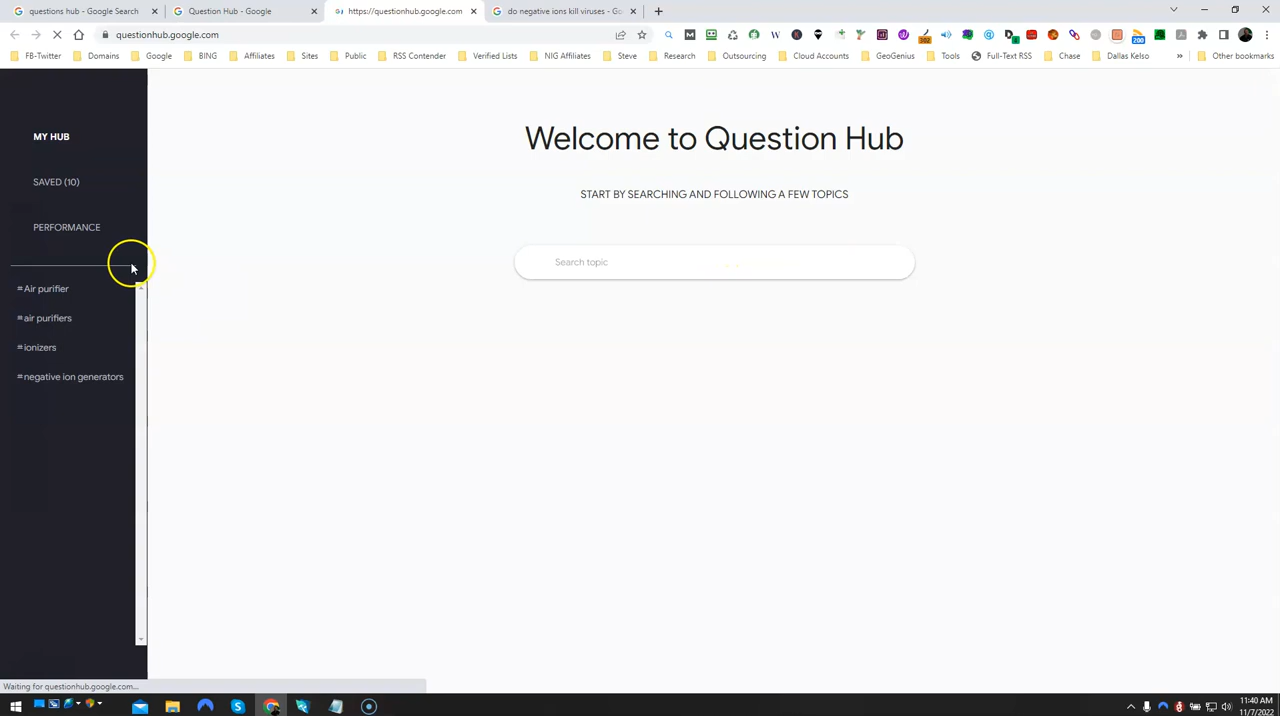 questions hub - Google Search
Question Hub - Google
https://questionhub.google.com
do negative ions kill viruses - Go
questionhub.google.com
FB-Twitter
Domains
Google
BING
Affiliates
Sites
Public
RSS Contender
Verified Lists
NIG Affiliates
Steve
Research
Outsourcing
Cloud Accounts
GeoGenius
Tools
Full-Text RSS
Chase
Dallas Kelso
Other bookmarks
MY HUB
SAVED (10)
PERFORMANCE
Air purifier
air purifiers
ionizers
negative ion generators
Welcome to Question Hub
START BY SEARCHING AND FOLLOWING A FEW TOPICS
Search topic
Waiting for questionhub.google.com...
11:40 AM
11/7/2022